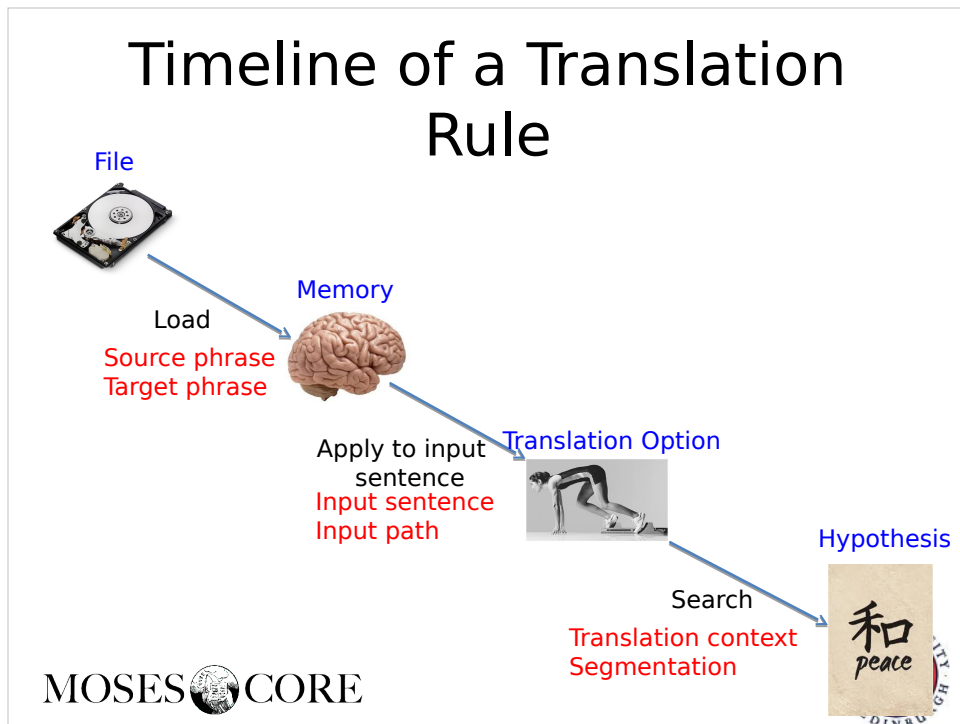 Timeline of a Translation
Rule
File
Memory
Load
Source phrase
Target phrase
Translation Option
Apply to input
sentence
Input sentence
Input path
Hypothesis
Search
Translation context
Segmentation
和
peace
MOSES CORE